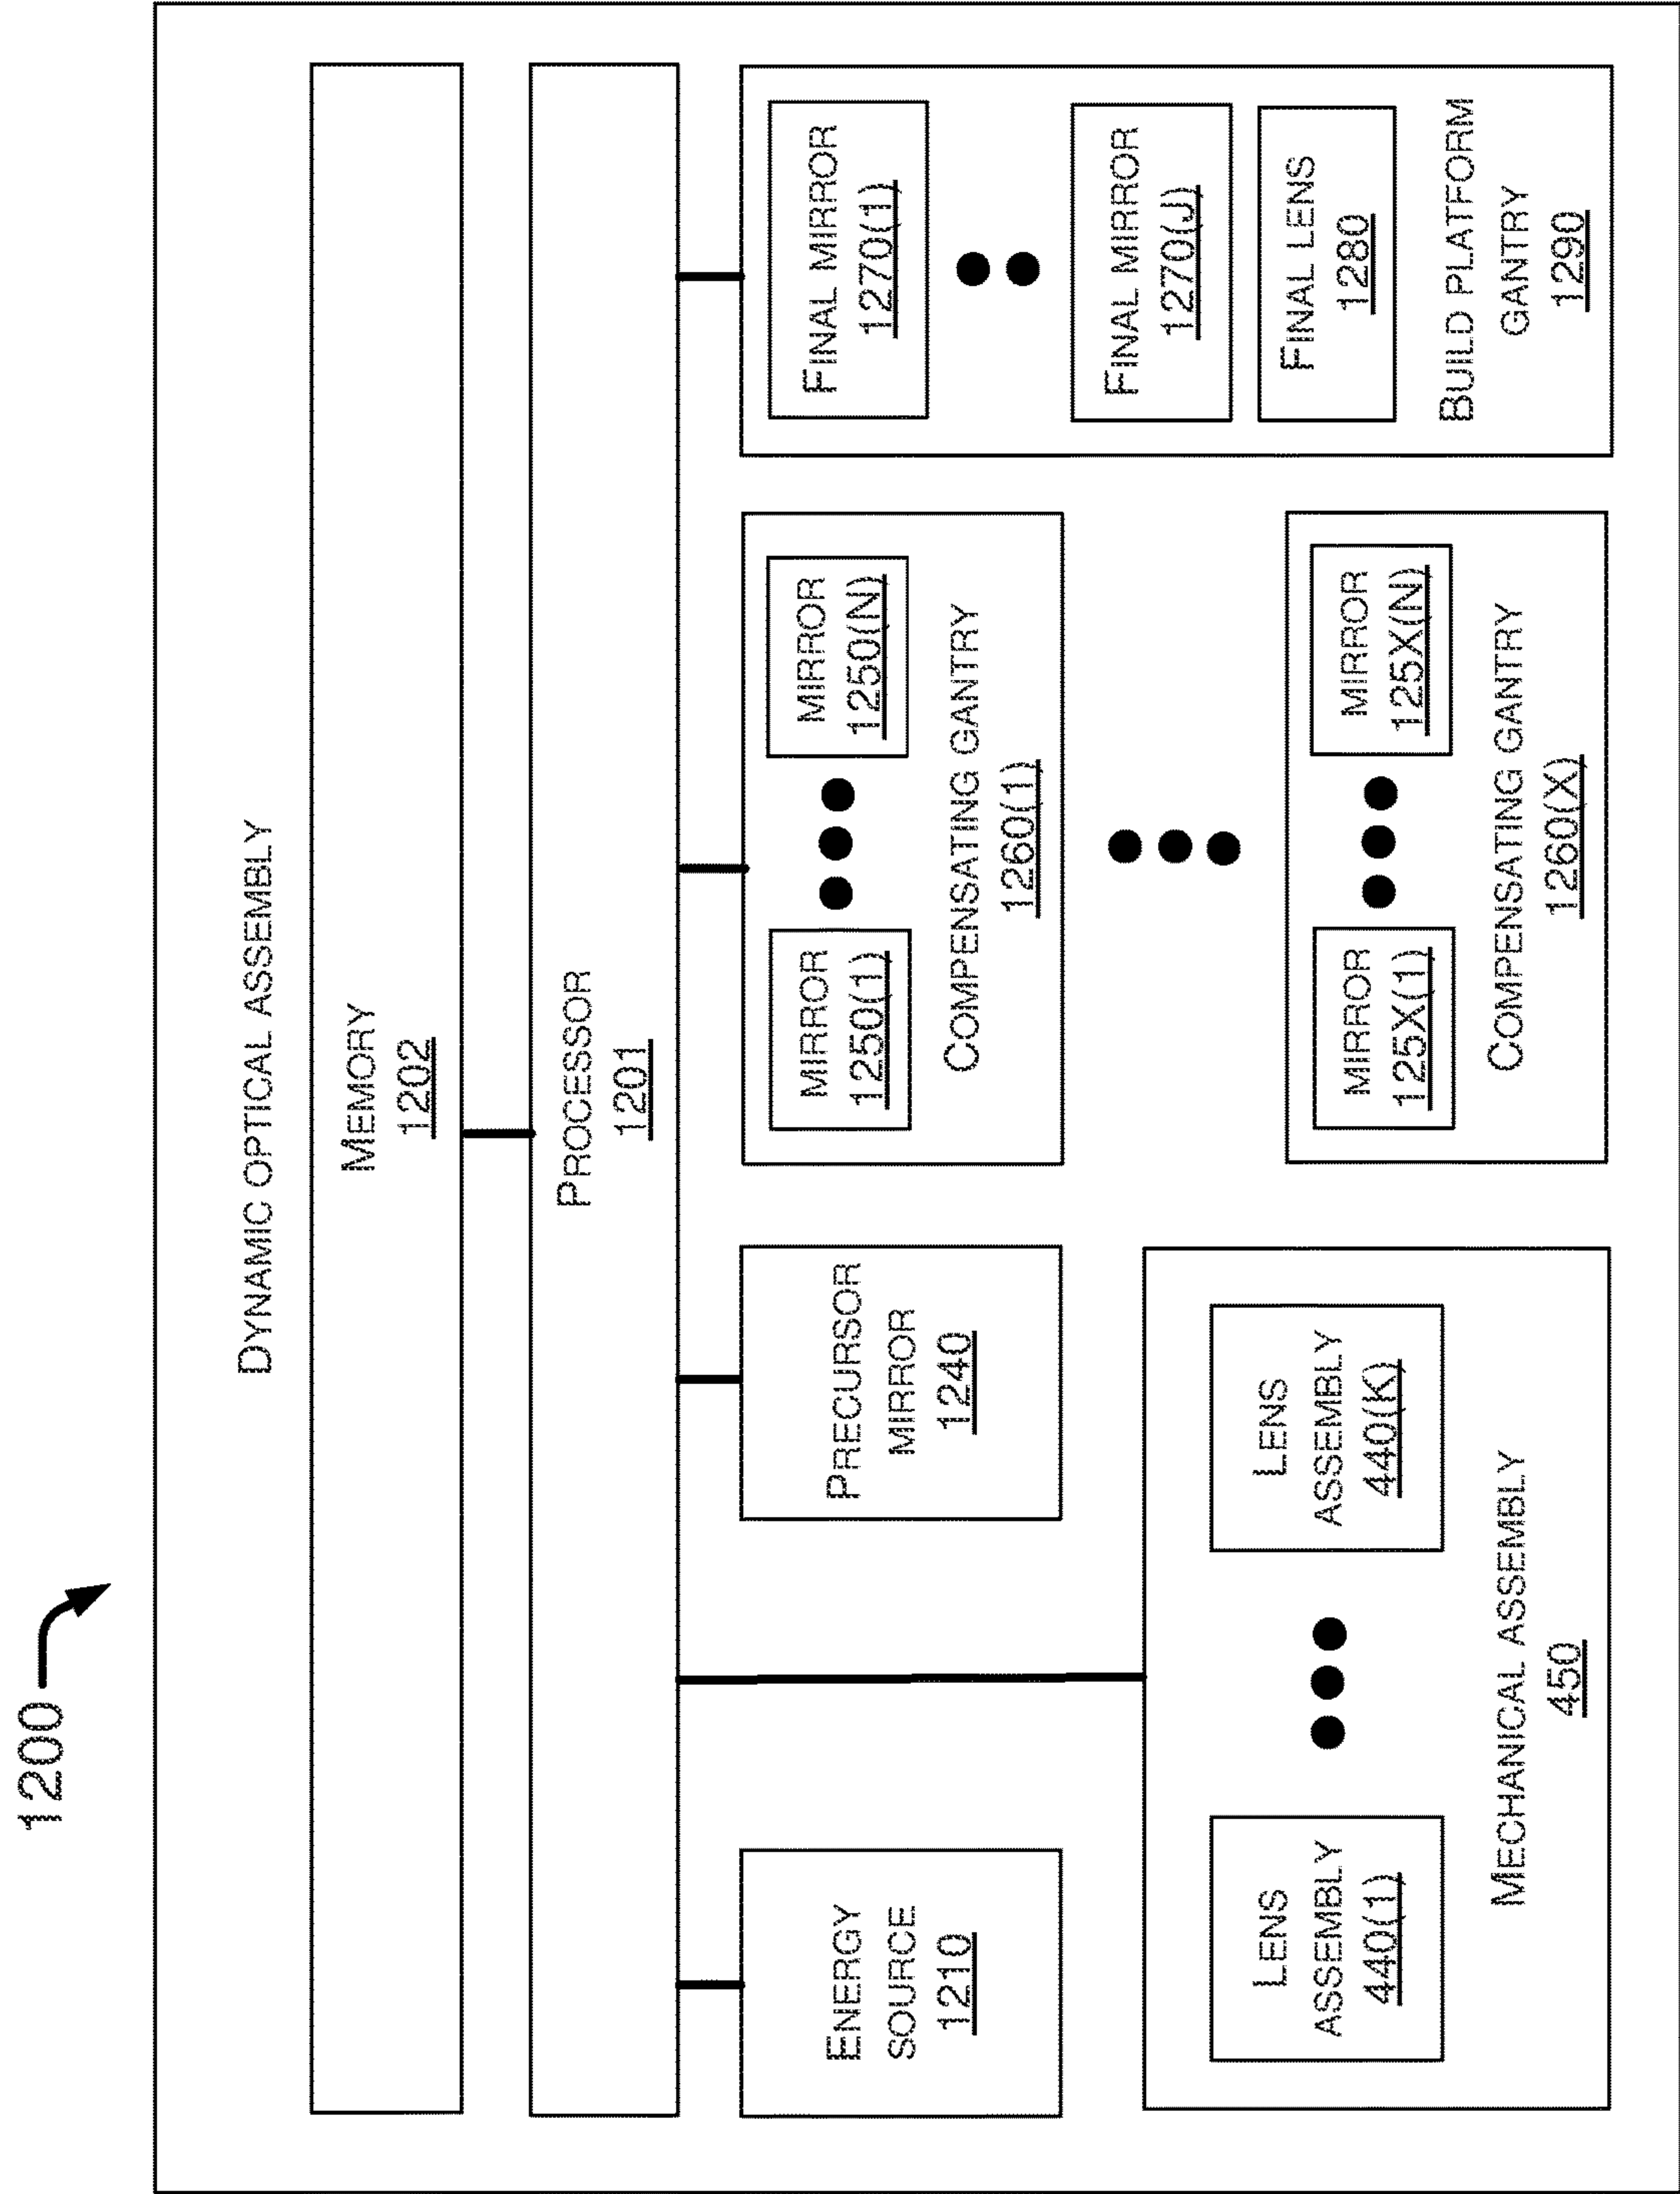 1200
DYNAMIC OPTICAL ASSEMBLY
MEMORY
1202
PROCESSOR
1201
ENERGY
SOURCE
1210
PRECURSOR
MIRROR
1240
MIRROR
1250(1)
MIRROR
1250(N)
COMPENSATING GANTRY
1260(1)
MIRROR
125X(1)
MIRROR
125X(N)
COMPENSATING GANTRY
1260(X)
FINAL MIRROR
1270(1)
FINAL MIRROR
1270(J)
FINAL LENS
1280
BUILD PLATFORM
GANTRY
1290
LENS
ASSEMBLY
440(1)
LENS
ASSEMBLY
440(K)
MECHANICAL ASSEMBLY
450